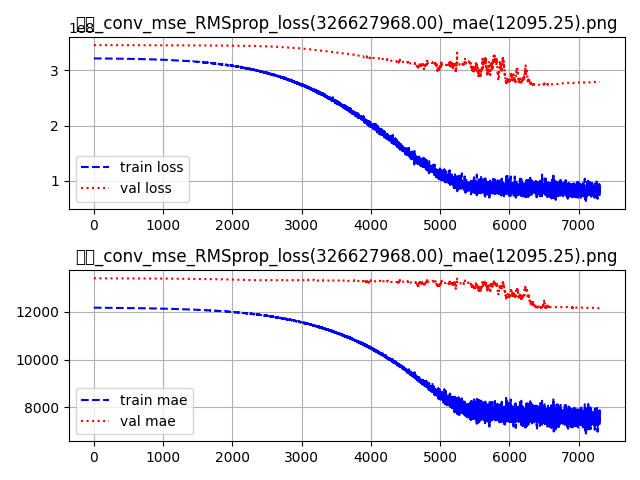 1e8
_conv_mse_RMSprop_loss(326627968.00)_mae(12095.25).png
3
2
1
train loss
val loss
0 1000 2000 3000 4000 5000 6000 7000
_conv_mse_RMSprop_loss(326627968.00)_mae(12095.25).png
12000
10000
8000
train mae
val mae
0 1000 2000 3000 4000 5000 6000 7000